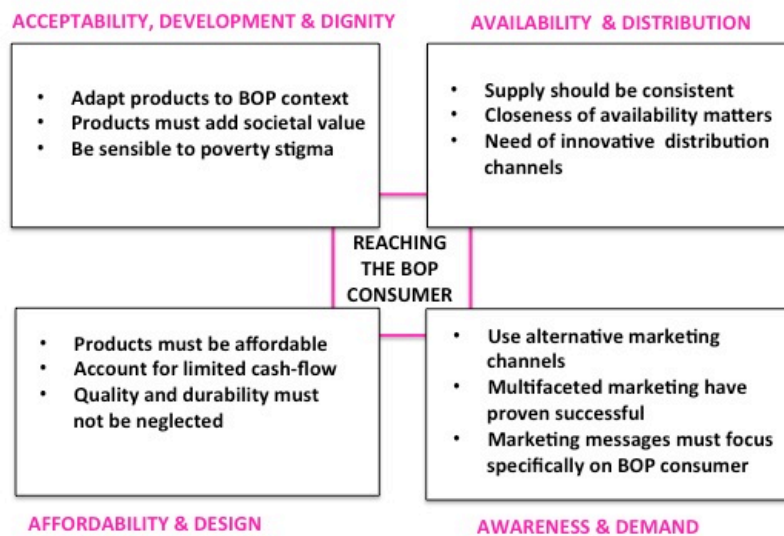 ACCEPTABILITY, DEVELOPMENT & DIGNITY
• Adapt products to BOP context
• Products must add societal value
• Be sensible to poverty stigma
AVAILABILITY & DISTRIBUTION
• Supply should be consistent
• Closeness of availability matters
• Need of innovative distribution
channels
REACHING
THE BOP
CONSUMER
• Products must be affordable
• Account for limited cash-flow
• Quality and durability must
not be neglected
AFFORDABILITY & DESIGN
• Use alternative marketing
channels
• Multifaceted marketing have
proven successful
• Marketing messages must focus
specifically on BOP consumer
AWARENESS & DEMAND